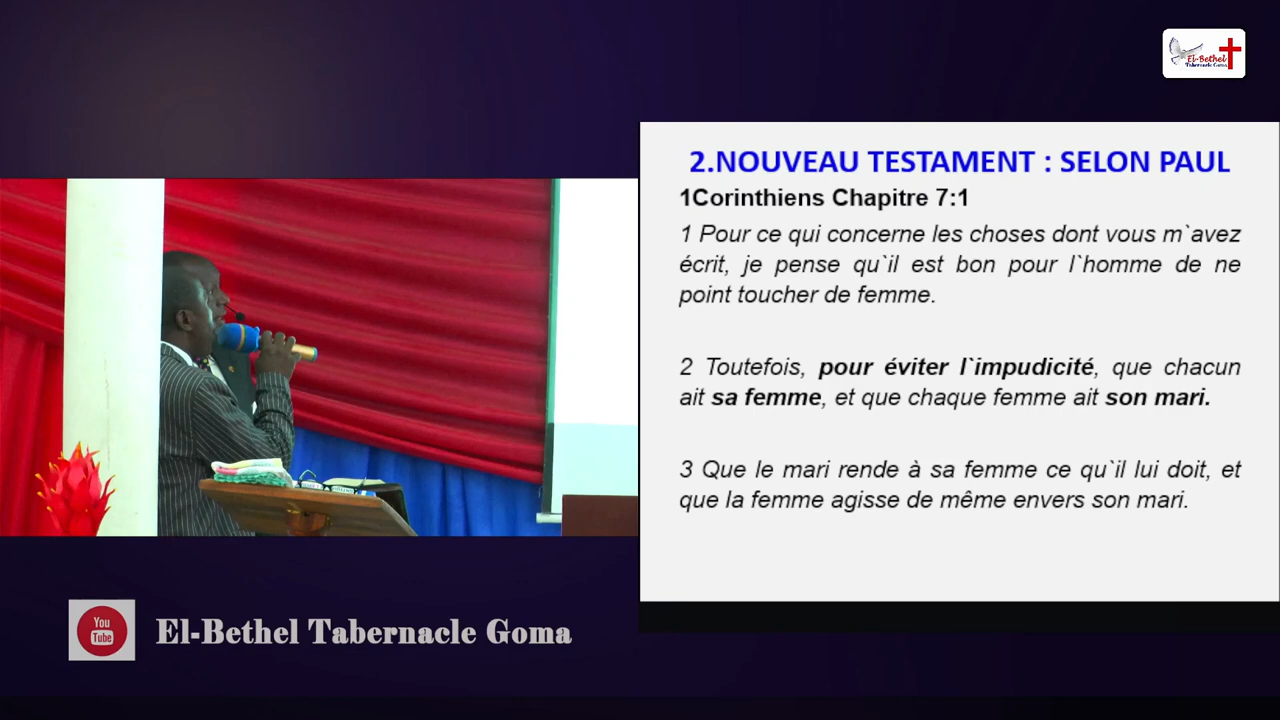 El-Bethel
Tabernacle Goma
2.NOUVEAU TESTAMENT : SELON PAUL
1Corinthiens Chapitre 7:1
1 Pour ce qui concerne les choses dont vous m`avez
écrit, je pense qu`il est bon pour l`homme de ne
point toucher de femme.
2 Toutefois, pour éviter l`impudicité, que chacun
ait sa femme, et que chaque femme ait son mari.
3 Que le mari rende à sa femme ce qu`il lui doit, et
que la femme agisse de même envers son mari.
You
Tube
El-Bethel Tabernacle Goma